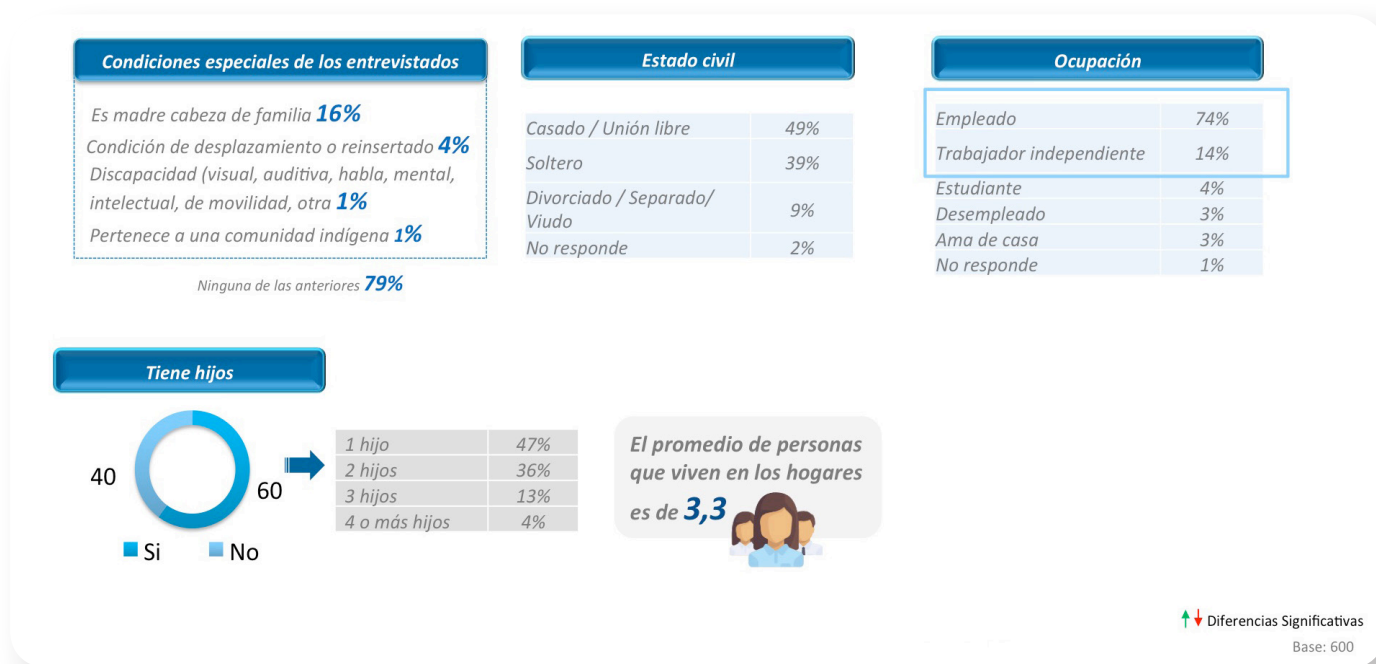 Condiciones especiales de los entrevistados
Es madre cabeza de familia 16%
Condición de desplazamiento o reinsertado 4%
Discapacidad (visual, auditiva, habla, mental,
intelectual, de movilidad, otra 1%
Pertenece a una comunidad indígena 1%
Ninguna de las anteriores 79%
Estado civil
Casado / Unión libre 49%
Soltero 39%
Divorciado / Separado/
Viudo 9%
No responde 2%
Ocupación
Empleado 74%
Trabajador independiente 14%
Estudiante 4%
Desempleado 3%
Ama de casa 3%
No responde 1%
Tiene hijos
40
60
Si No
1 hijo 47%
2 hijos 36%
3 hijos 13%
4 o más hijos 4%
El promedio de personas
que viven en los hogares
es de 3,3
Diferencias Significativas
Base: 600